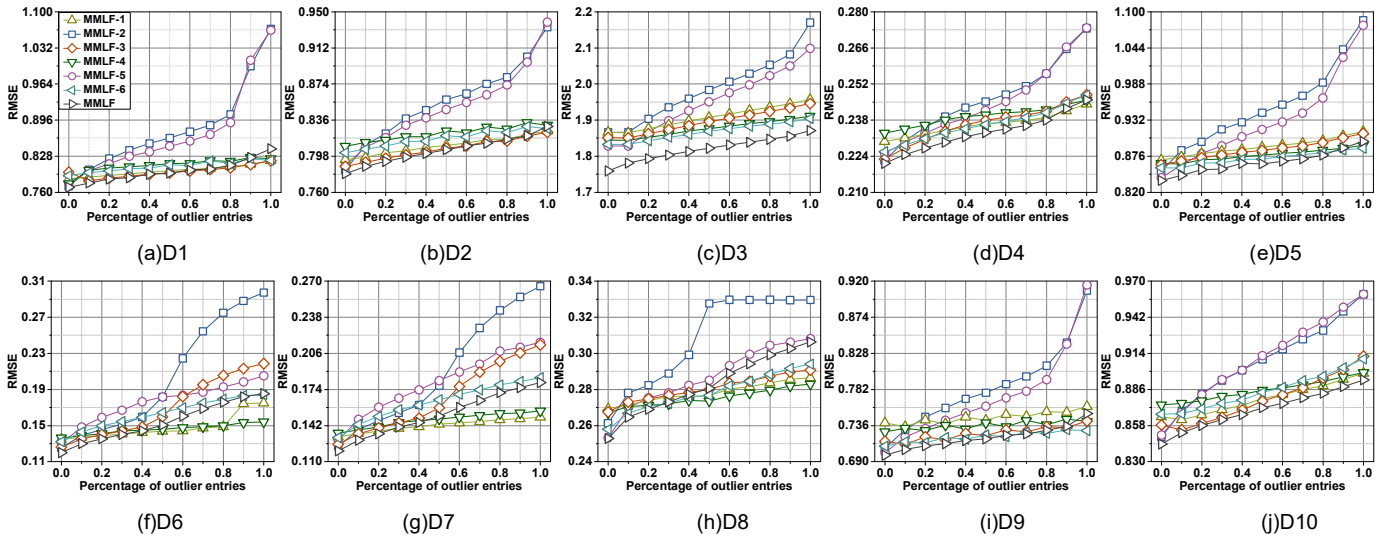 1.100
1.032
0.964
0.896
0.828
0.760
RMSE
MMLF-1
MMLF-2
MMLF-3
MMLF-4
MMLF-5
MMLF-6
MMLF
0.0 0.2 0.4 0.6 0.8 1.0
Percentage of outlier entries
(a)D1
0.950
0.912
0.874
0.836
0.798
0.760
RMSE
0.0 0.2 0.4 0.6 0.8 1.0
Percentage of outlier entries
(b)D2
2.2
2.1
2.0
1.9
1.8
1.7
RMSE
0.0 0.2 0.4 0.6 0.8 1.0
Percentage of outlier entries
(c)D3
0.280
0.266
0.252
0.238
0.224
0.210
RMSE
0.0 0.2 0.4 0.6 0.8 1.0
Percentage of outlier entries
(d)D4
1.100
1.044
0.988
0.932
0.876
0.820
RMSE
0.0 0.2 0.4 0.6 0.8 1.0
Percentage of outlier entries
(e)D5
0.31
0.27
0.23
0.19
0.15
0.11
RMSE
0.0 0.2 0.4 0.6 0.8 1.0
Percentage of outlier entries
(f)D6
0.270
0.238
0.206
0.174
0.142
0.110
RMSE
0.0 0.2 0.4 0.6 0.8 1.0
Percentage of outlier entries
(g)D7
0.34
0.32
0.30
0.28
0.26
0.24
RMSE
0.0 0.2 0.4 0.6 0.8 1.0
Percentage of outlier entries
(h)D8
0.920
0.874
0.828
0.782
0.736
0.690
RMSE
0.0 0.2 0.4 0.6 0.8 1.0
Percentage of outlier entries
(i)D9
0.970
0.942
0.914
0.886
0.858
0.830
RMSE
0.0 0.2 0.4 0.6 0.8 1.0
Percentage of outlier entries
(j)D10